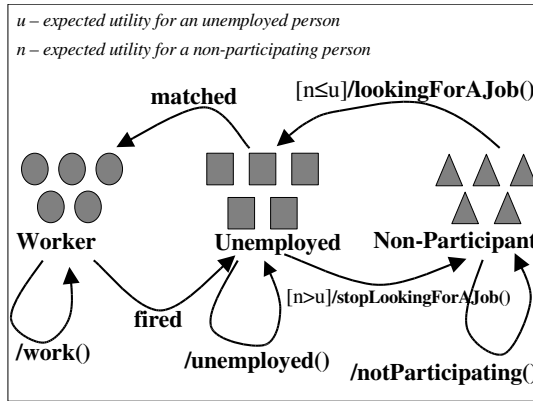 u – expected utility for an unemployed person
n – expected utility for a non-participating person
matched
[n≤u]/lookingForAJob()
Worker
Unemployed
Non-Participant
fired
[n>u]/stopLookingForAJob()
/work()
/unemployed()
/notParticipating()